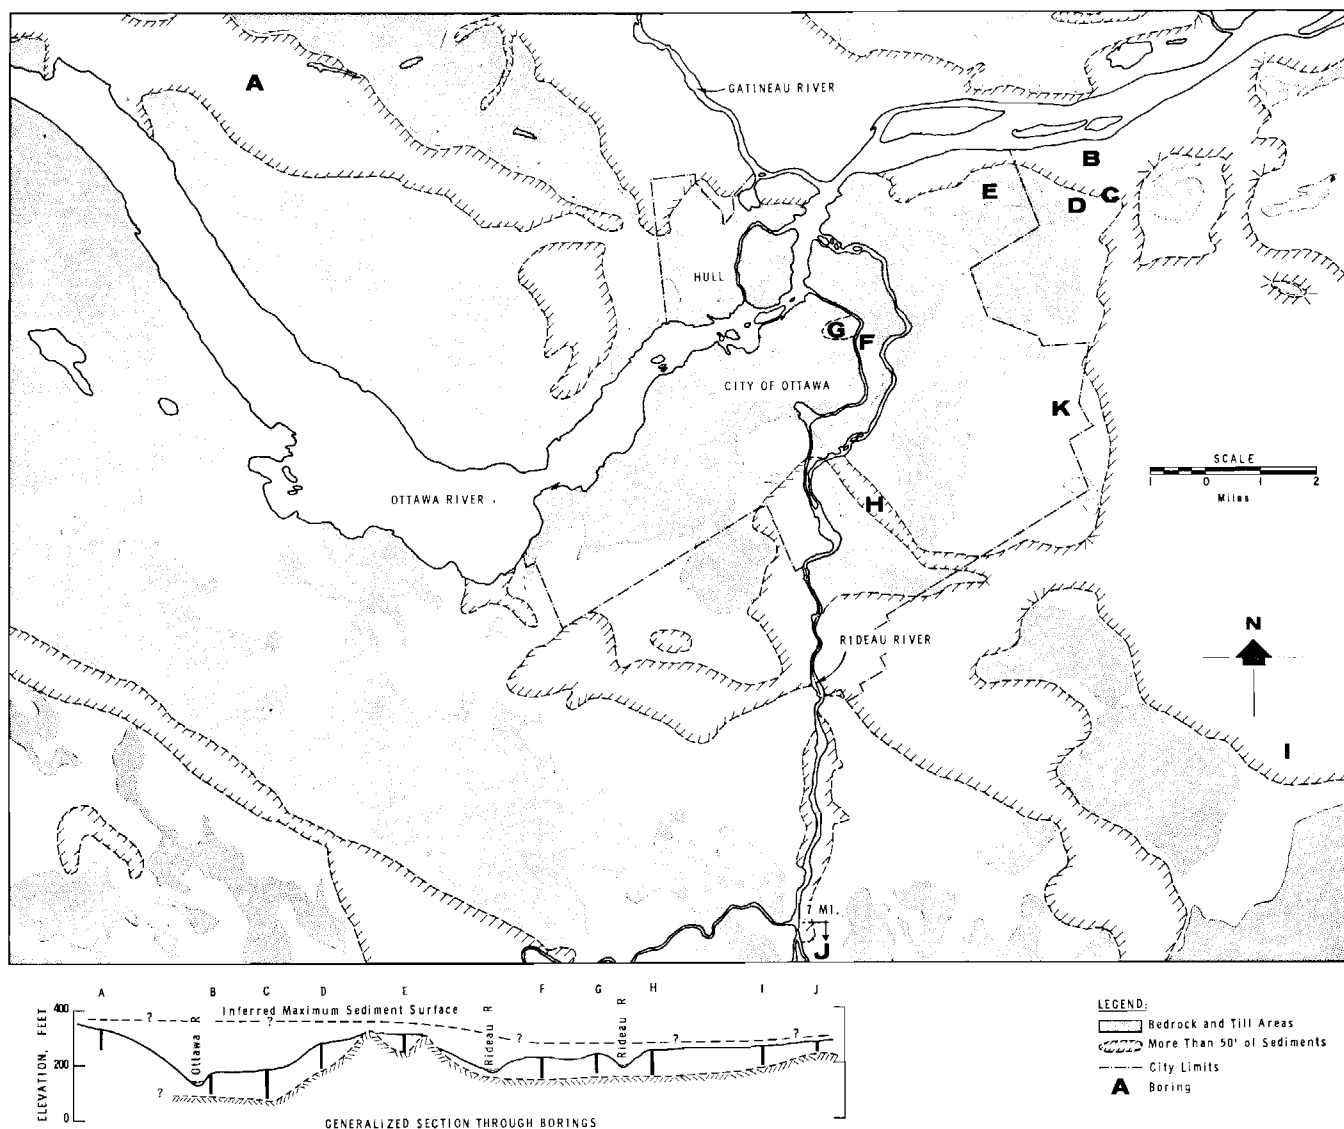 A
GATINEAU RIVER
B
E
D
C
HULL
G
F
CITY OF OTTAWA
K
SCALE
1 0 1 2
Miles
OTTAWA RIVER
H
N
RIDEAU RIVER
I
7 MI.
J
A B C D E F G H I J
ELEVATION, FEET
400
200
0
Inferred Maximum Sediment Surface
? ? ? ? ? ?
Ottawa R
Rideau R
Rideau R
GENERALIZED SECTION THROUGH BORINGS
LEGEND:
Bedrock and Till Areas
More Than 50' of Sediments
City Limits
A Boring